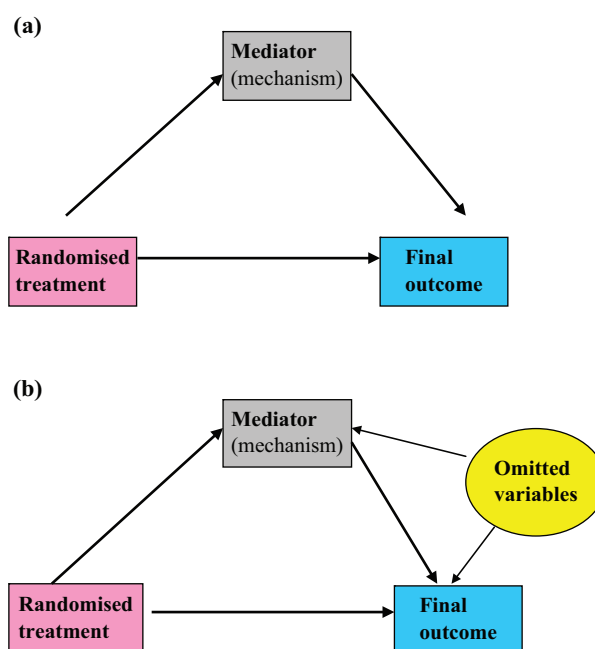 (a)
Mediator
(mechanism)
Randomised
treatment
Final
outcome
(b)
Mediator
(mechanism)
Omitted
variables
Randomised
treatment
Final
outcome